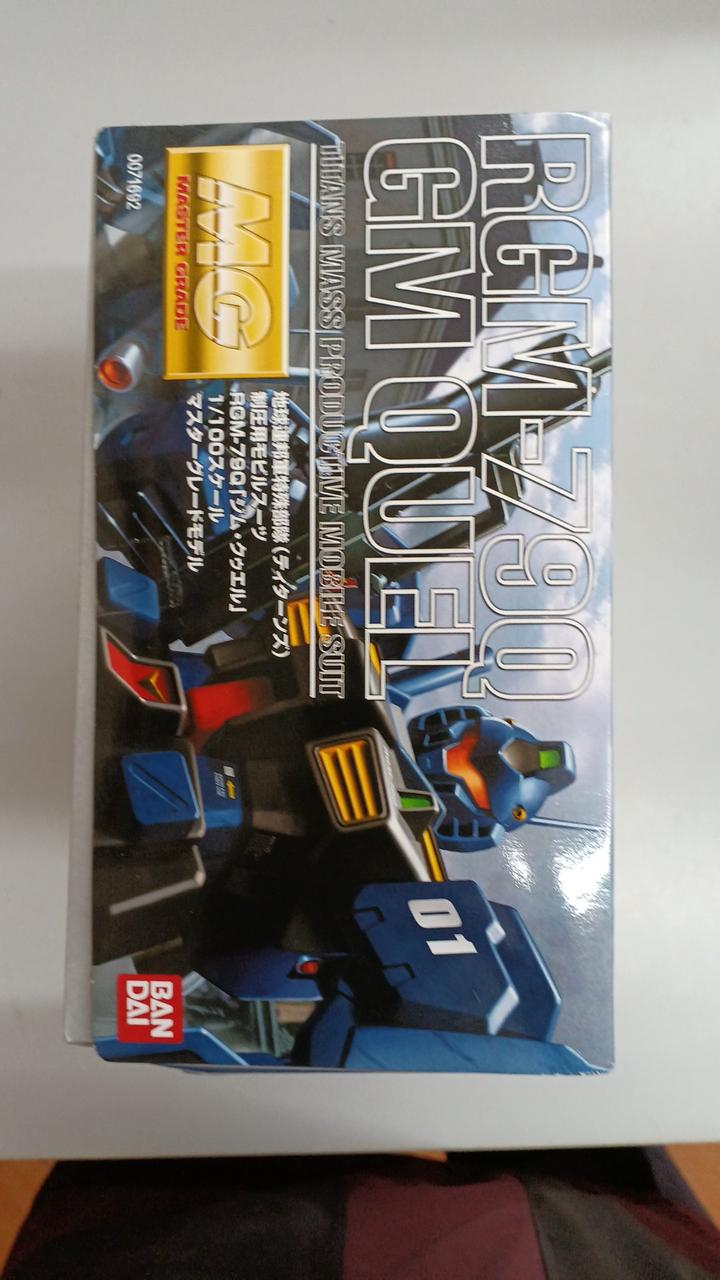 RGM-79Q
GM QUEL
TITANS MASS PRODUCTIVE MOBILE SUIT
MG
MASTER GRADE
地球連邦軍特殊部隊(ティターンズ)
制圧用モビルスーツ
RGM-79Q「ジム・クゥエル」
1/100スケール
マスターグレードモデル
0071692
01
BAN
DAI